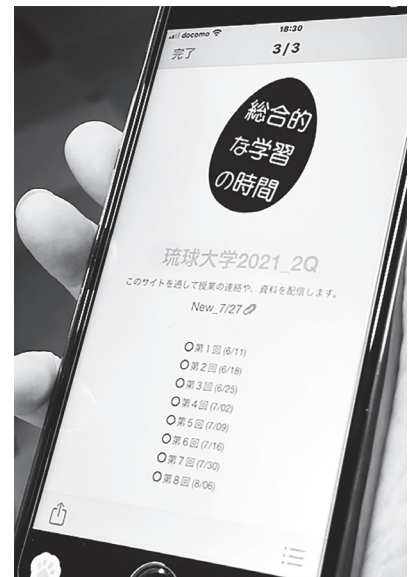 docomo
18:30
完了
3/3
総合的
な学習
の時間
琉球大学2021_2Q
このサイトを通して授業の連絡や、資料を配信します。
New_7/27
第1回 (6/11)
第2回 (6/18)
第3回 (6/25)
第4回 (7/02)
第5回 (7/09)
第6回 (7/16)
第7回 (7/30)
第8回 (8/06)